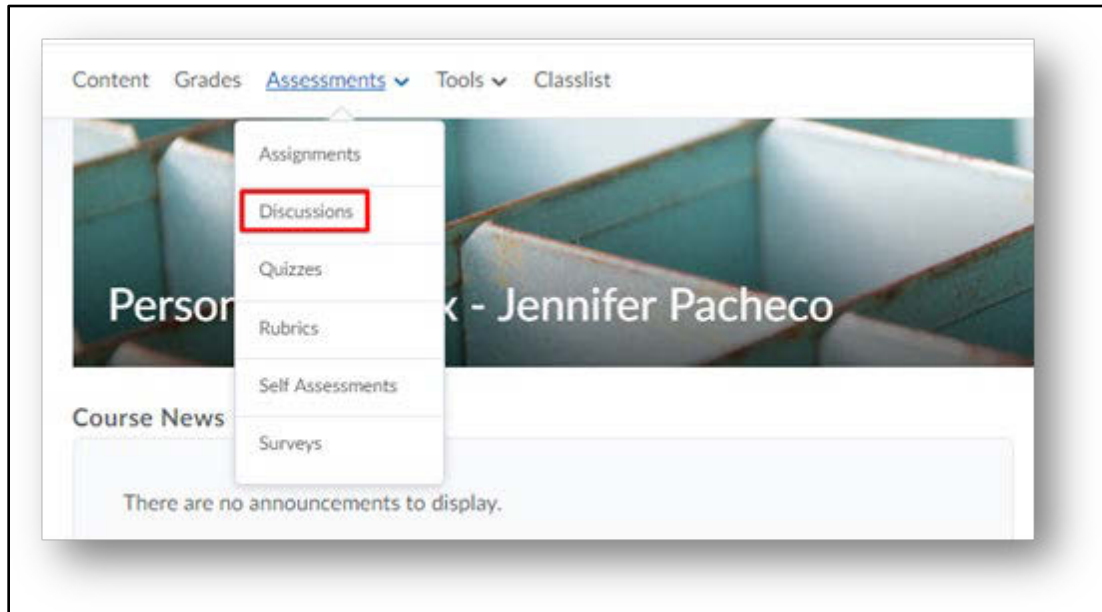 Content Grades Assessments Tools Classlist
Assignments
Discussions
Quizzes
Person x - Jennifer Pacheco
Rubrics
Self Assessments
Course News
Surveys
There are no announcements to display.